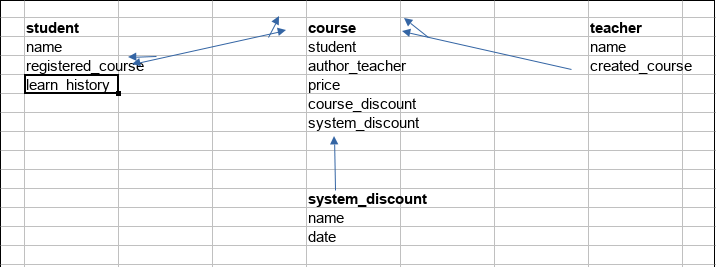 student
name
registered_course
learn_history
course
student
author_teacher
price
course_discount
system_discount
teacher
name
created_course
system_discount
name
date